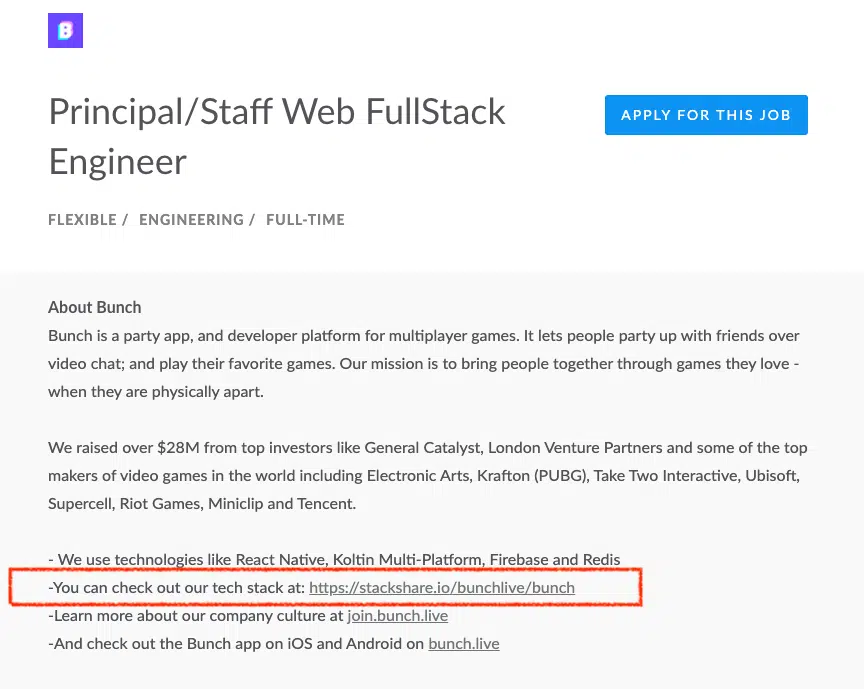 B
Principal/Staff Web FullStack
Engineer
APPLY FOR THIS JOB
FLEXIBLE / ENGINEERING / FULL-TIME
About Bunch
Bunch is a party app, and developer platform for multiplayer games. It lets people party up with friends over
video chat; and play their favorite games. Our mission is to bring people together through games they love -
when they are physically apart.
We raised over $28M from top investors like General Catalyst, London Venture Partners and some of the top
makers of video games in the world including Electronic Arts, Krafton (PUBG), Take Two Interactive, Ubisoft,
Supercell, Riot Games, Miniclip and Tencent.
- We use technologies like React Native, Koltin Multi-Platform, Firebase and Redis
-You can check out our tech stack at: https://stackshare.io/bunchlive/bunch
-Learn more about our company culture at join.bunch.live
-And check out the Bunch app on iOS and Android on bunch.live